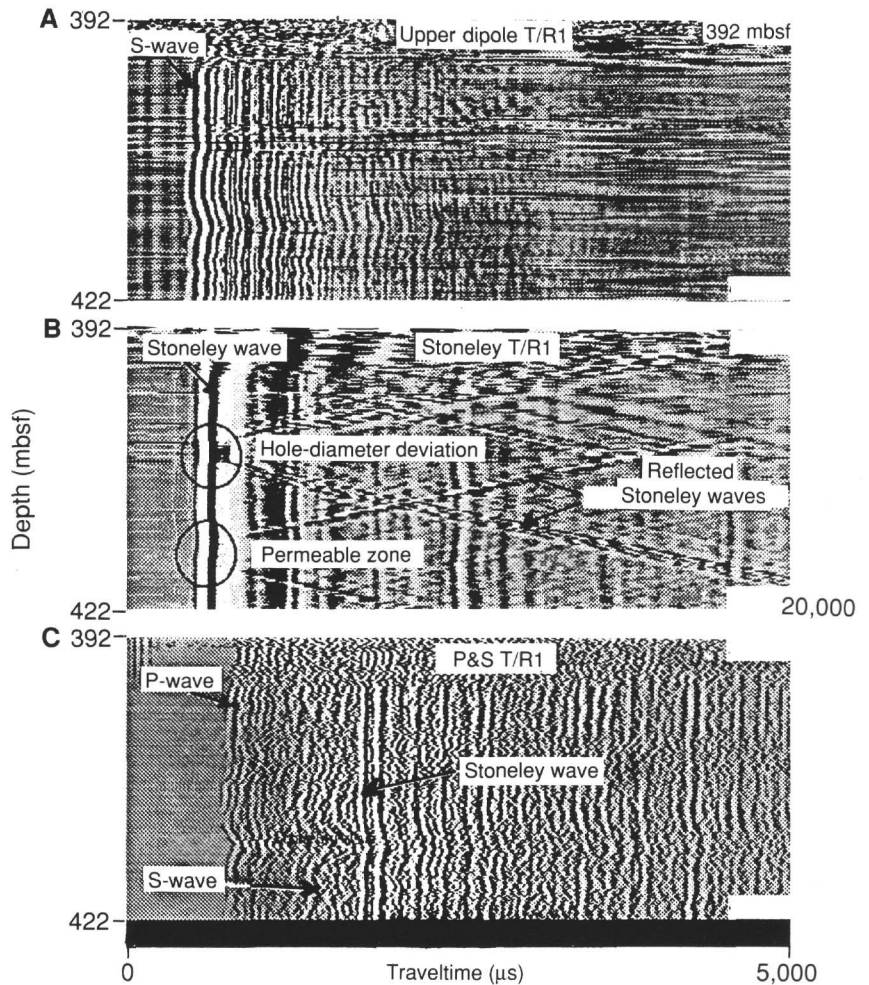 A
392
Upper dipole T/R1
392 mbsf
S-wave
422
B
392
Stoneley wave
Stoneley T/R1
Hole-diameter deviation
Reflected
Stoneley waves
Permeable zone
Depth (mbsf)
422
20,000
C
392
P&S T/R1
P-wave
Stoneley wave
S-wave
422
0
Traveltime (µs)
5,000